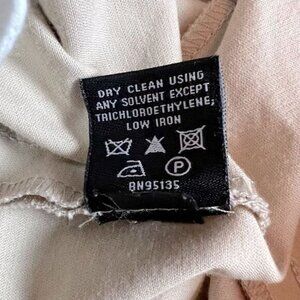 DRY CLEAN USING
ANY SOLVENT EXCEPT
TRICHLOROETHYLENE;
LOW IRON
P
RN95135